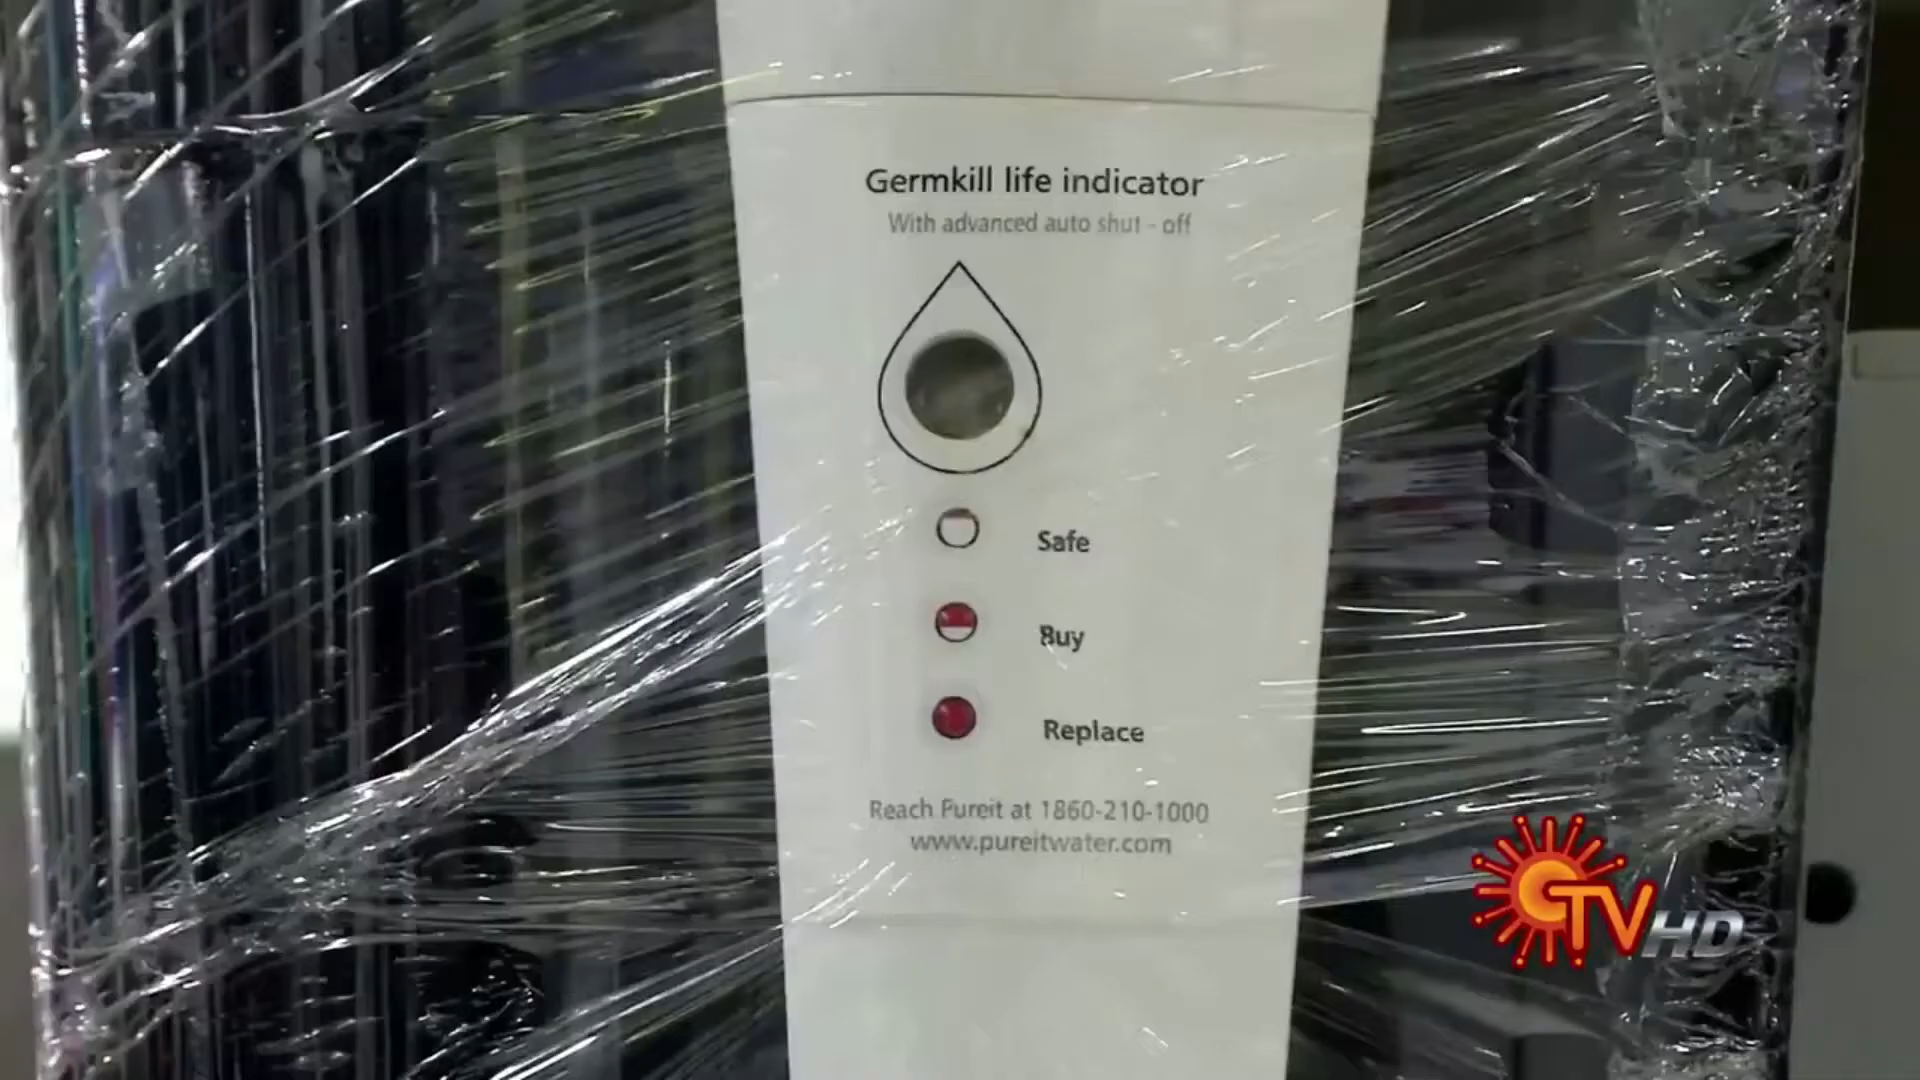 Germkill life indicator
With advanced auto shut - off
Safe
Buy
Replace
Reach Pureit at 1860-210-1000
www.pureitwater.com
TV HD